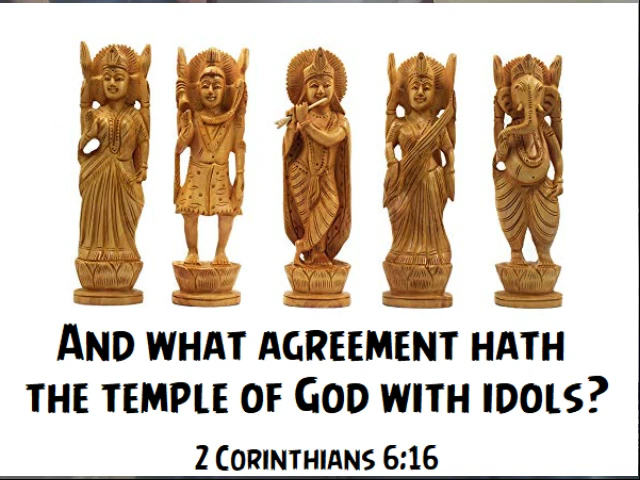 And what agreement hath
the temple of God with idols?
2 Corinthians 6:16